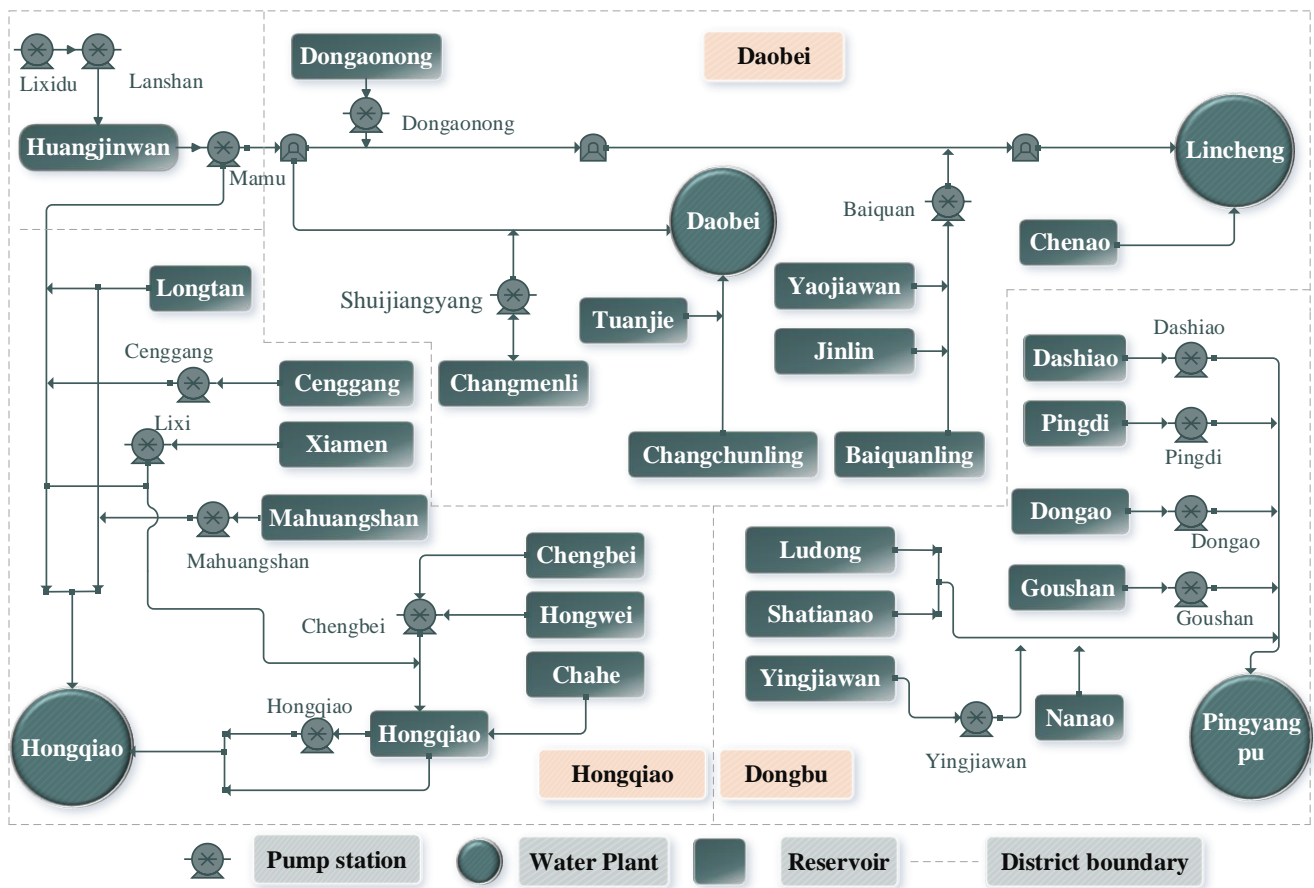 Lixidu
Lanshan
Dongaonong
Daobei
Dongaonong
Huangjinwan
Mamu
Lincheng
Daobei
Baiquan
Chenao
Longtan
Shuijiangyang
Tuanjie
Yaojiawan
Jinlin
Cenggang
Cenggang
Changmenli
Dashiao
Dashiao
Lixi
Xiamen
Changchunling
Baiquanling
Pingdi
Pingdi
Mahuangshan
Mahuangshan
Dongao
Dongao
Chengbei
Ludong
Goushan
Goushan
Chengbei
Hongwei
Shatianao
Chahe
Yingjiawan
Hongqiao
Hongqiao
Hongqiao
Nanao
Yingjiawan
Pingyang
pu
Hongqiao
Dongbu
Pump station
Water Plant
Reservoir
District boundary